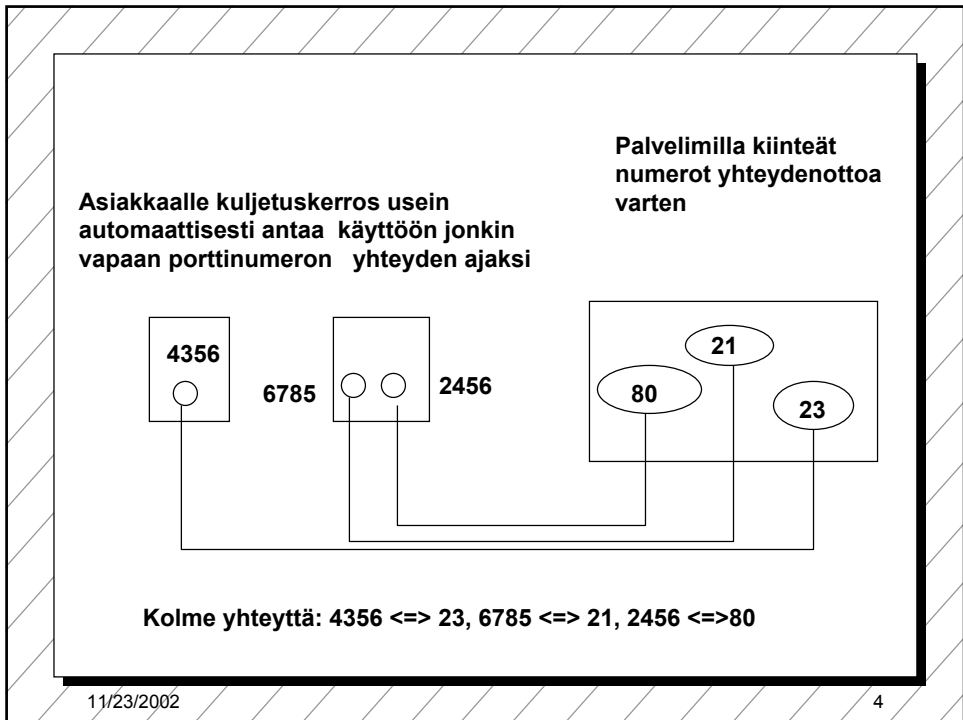 Palvelimilla kiinteät
numerot yhteydenottoa
varten
Asiakkaalle kuljetuskerros usein
automaattisesti antaa käyttöön jonkin
vapaan porttinumeron yhteyden ajaksi
4356
6785
2456
80
21
23
Kolme yhteyttä: 4356 <=> 23, 6785 <=> 21, 2456 <=>80
11/23/2002
4